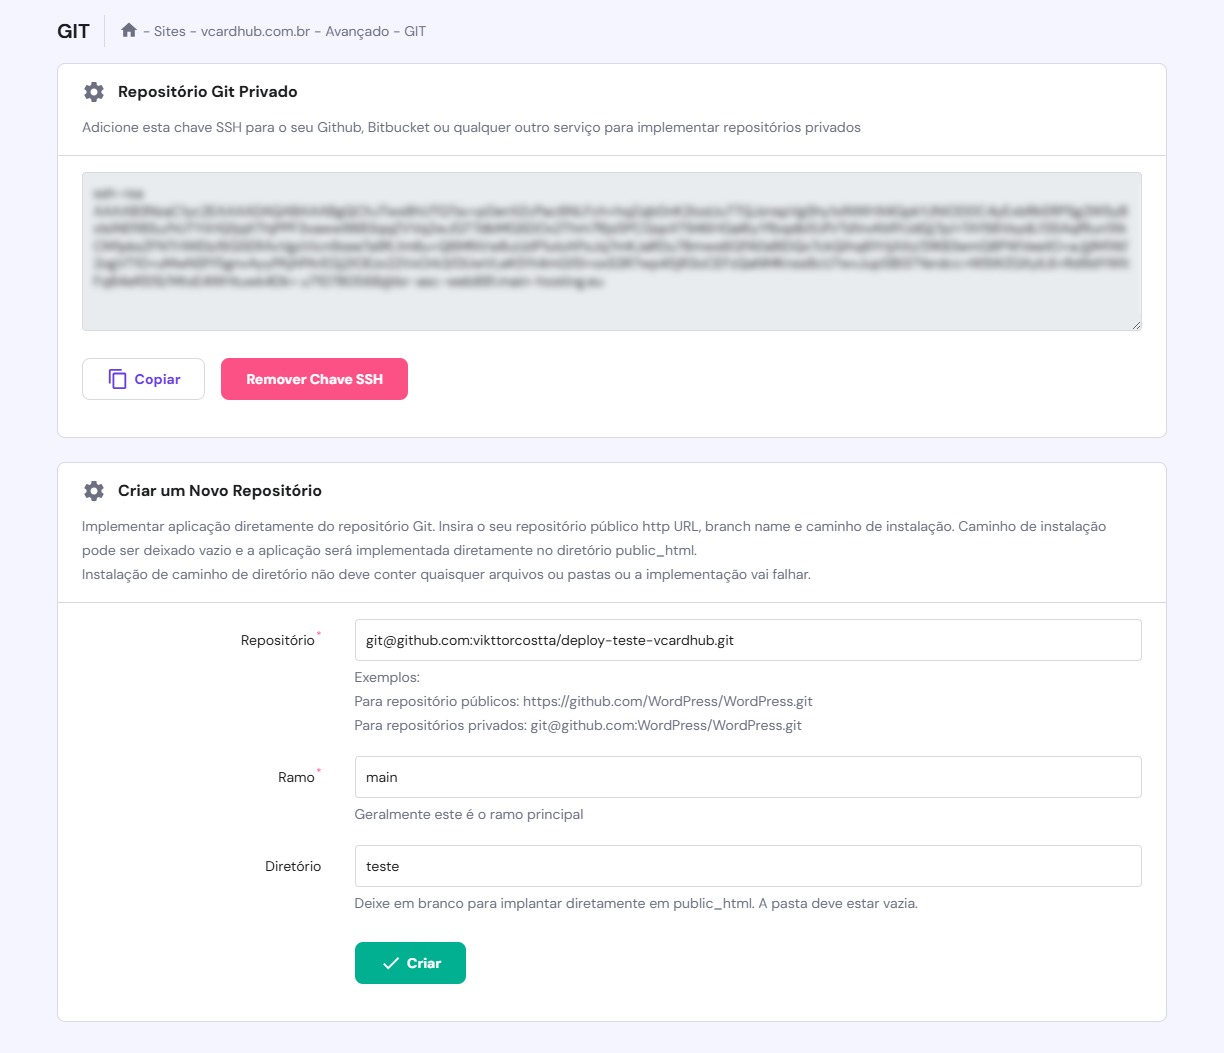 GIT
- Sites - vcardhub.com.br - Avançado - GIT
Repositório Git Privado
Adicione esta chave SSH para o seu Github, Bitbucket ou qualquer outro serviço para implementar repositórios privados
Copiar
Remover Chave SSH
Criar um Novo Repositório
Implementar aplicação diretamente do repositório Git. Insira o seu repositório público http URL, branch name e caminho de instalação. Caminho de instalação
pode ser deixado vazio e a aplicação será implementada diretamente no diretório public_html.
Instalação de caminho de diretório não deve conter quaisquer arquivos ou pastas ou a implementação vai falhar.
Repositório*
git@github.com:vikttorcostta/deploy-teste-vcardhub.git
Exemplos:
Para repositório públicos: https://github.com/WordPress/WordPress.git
Para repositórios privados: git@github.com:WordPress/WordPress.git
Ramo*
main
Geralmente este é o ramo principal
Diretório
teste
Deixe em branco para implantar diretamente em public_html. A pasta deve estar vazia.
Criar